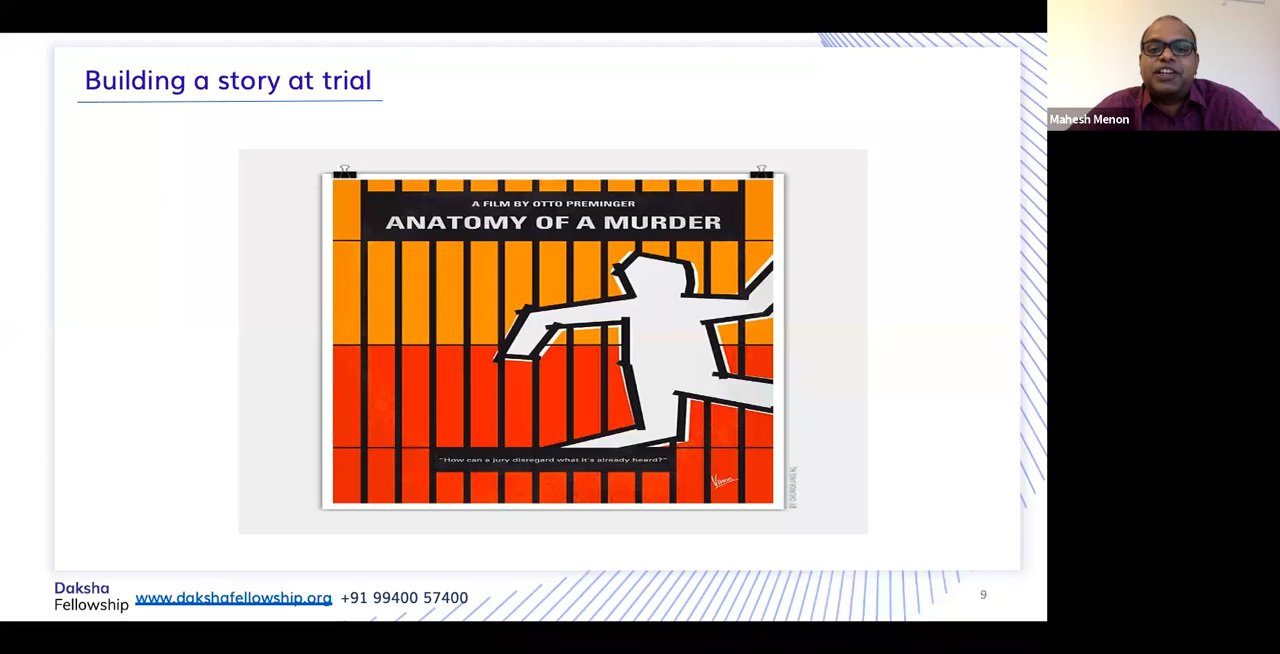 Building a story at trial
Mahesh Menon
A FILM BY OTTO PREMINGER
ANATOMY OF A MURDER
"How can a jury disregard what it's already heard?"
Daksha
Fellowship
www.dakshafellowship.org +91 99400 57400
9